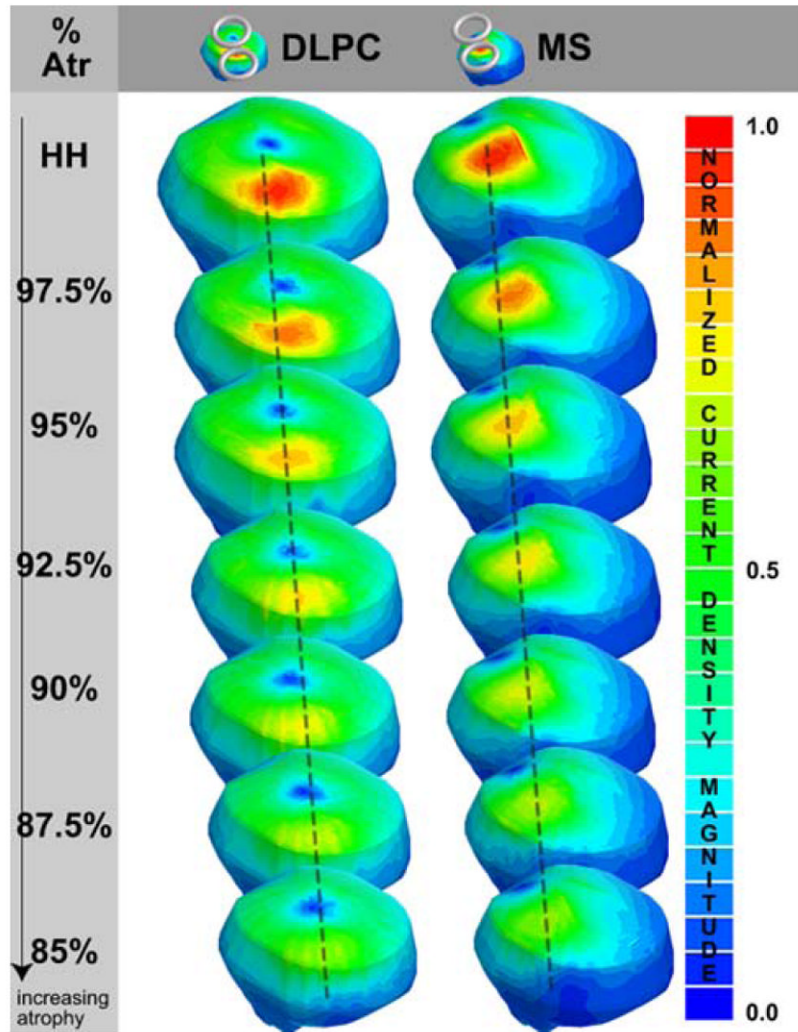 %
Atr
DLPC
MS
HH
97.5%
95%
92.5%
90%
87.5%
85%
increasing
atrophy
1.0
0.5
0.0
NORMALIZED CURRENT DENSITY MAGNITUDE